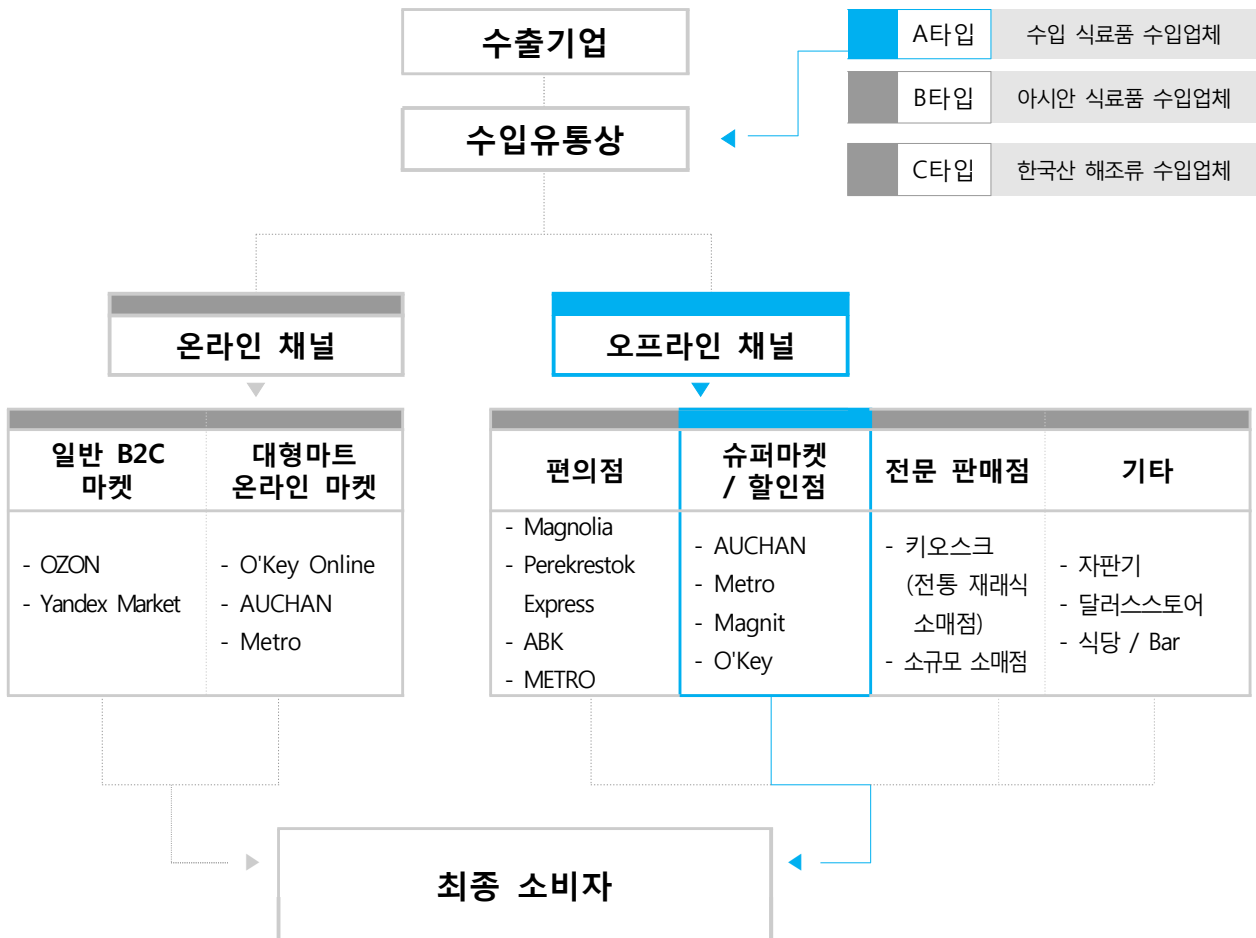 수출기업
A타입 수입 식료품 수입업체
B타입 아시안 식료품 수입업체
수입유통상
C타입 한국산 해조류 수입업체
온라인 채널
오프라인 채널
일반 B2C
마켓
- OZON
- Yandex Market
대형마트
온라인 마켓
- O'Key Online
- AUCHAN
- Metro
편의점
- Magnolia
- Perekrestok
Express
- ABK
- METRO
슈퍼마켓
/ 할인점
- AUCHAN
- Metro
- Magnit
- O'Key
전문 판매점
- 키오스크
(전통 재래식
소매점)
- 소규모 소매점
기타
- 자판기
- 달러스스토어
- 식당 / Bar
최종 소비자